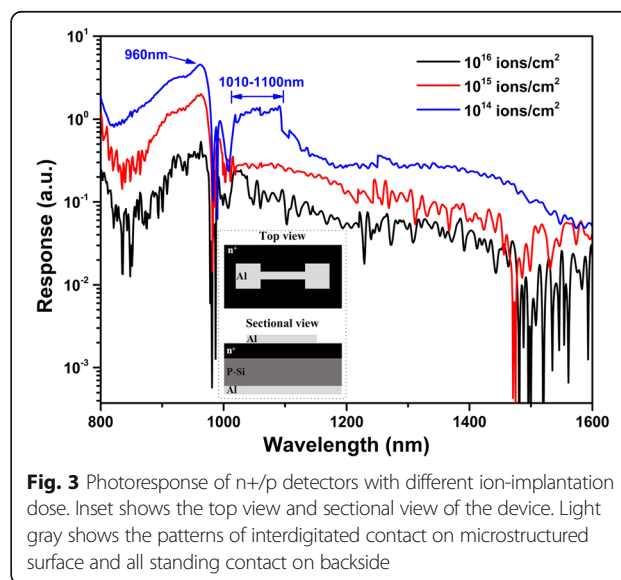 960nm
1010-1100nm
10¹⁶ ions/cm²
10¹⁵ ions/cm²
10¹⁴ ions/cm²
Response (a.u.)
10¹
10⁰
10⁻¹
10⁻²
10⁻³
Top view
n⁺
Al
Sectional view
Al
n⁺
P-Si
Al
800 1000 1200 1400 1600
Wavelength (nm)
Fig. 3 Photoresponse of n+/p detectors with different ion-implantation
dose. Inset shows the top view and sectional view of the device. Light
gray shows the patterns of interdigitated contact on microstructured
surface and all standing contact on backside